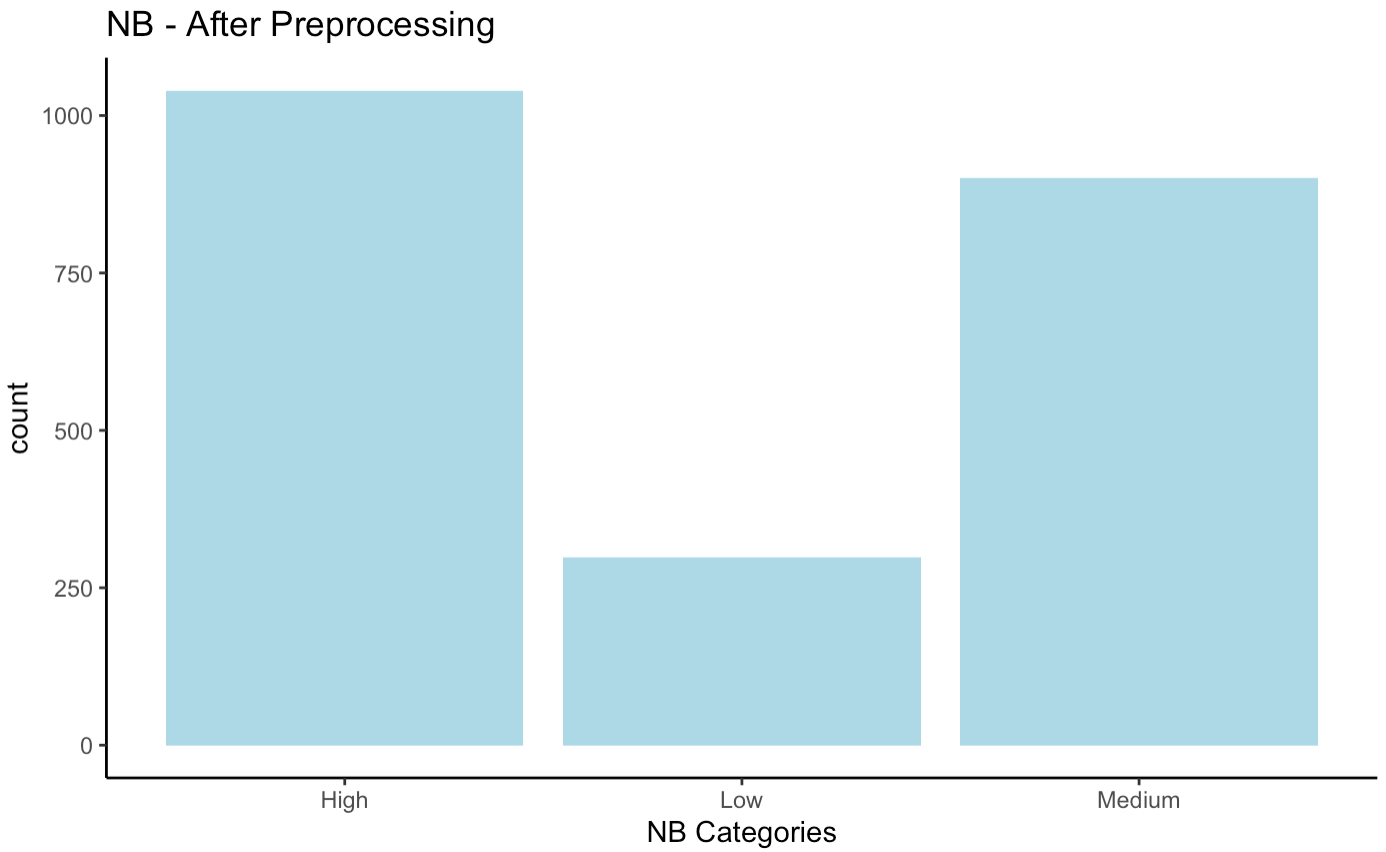 NB - After Preprocessing
count
1000
750
500
250
0
High Low Medium
NB Categories